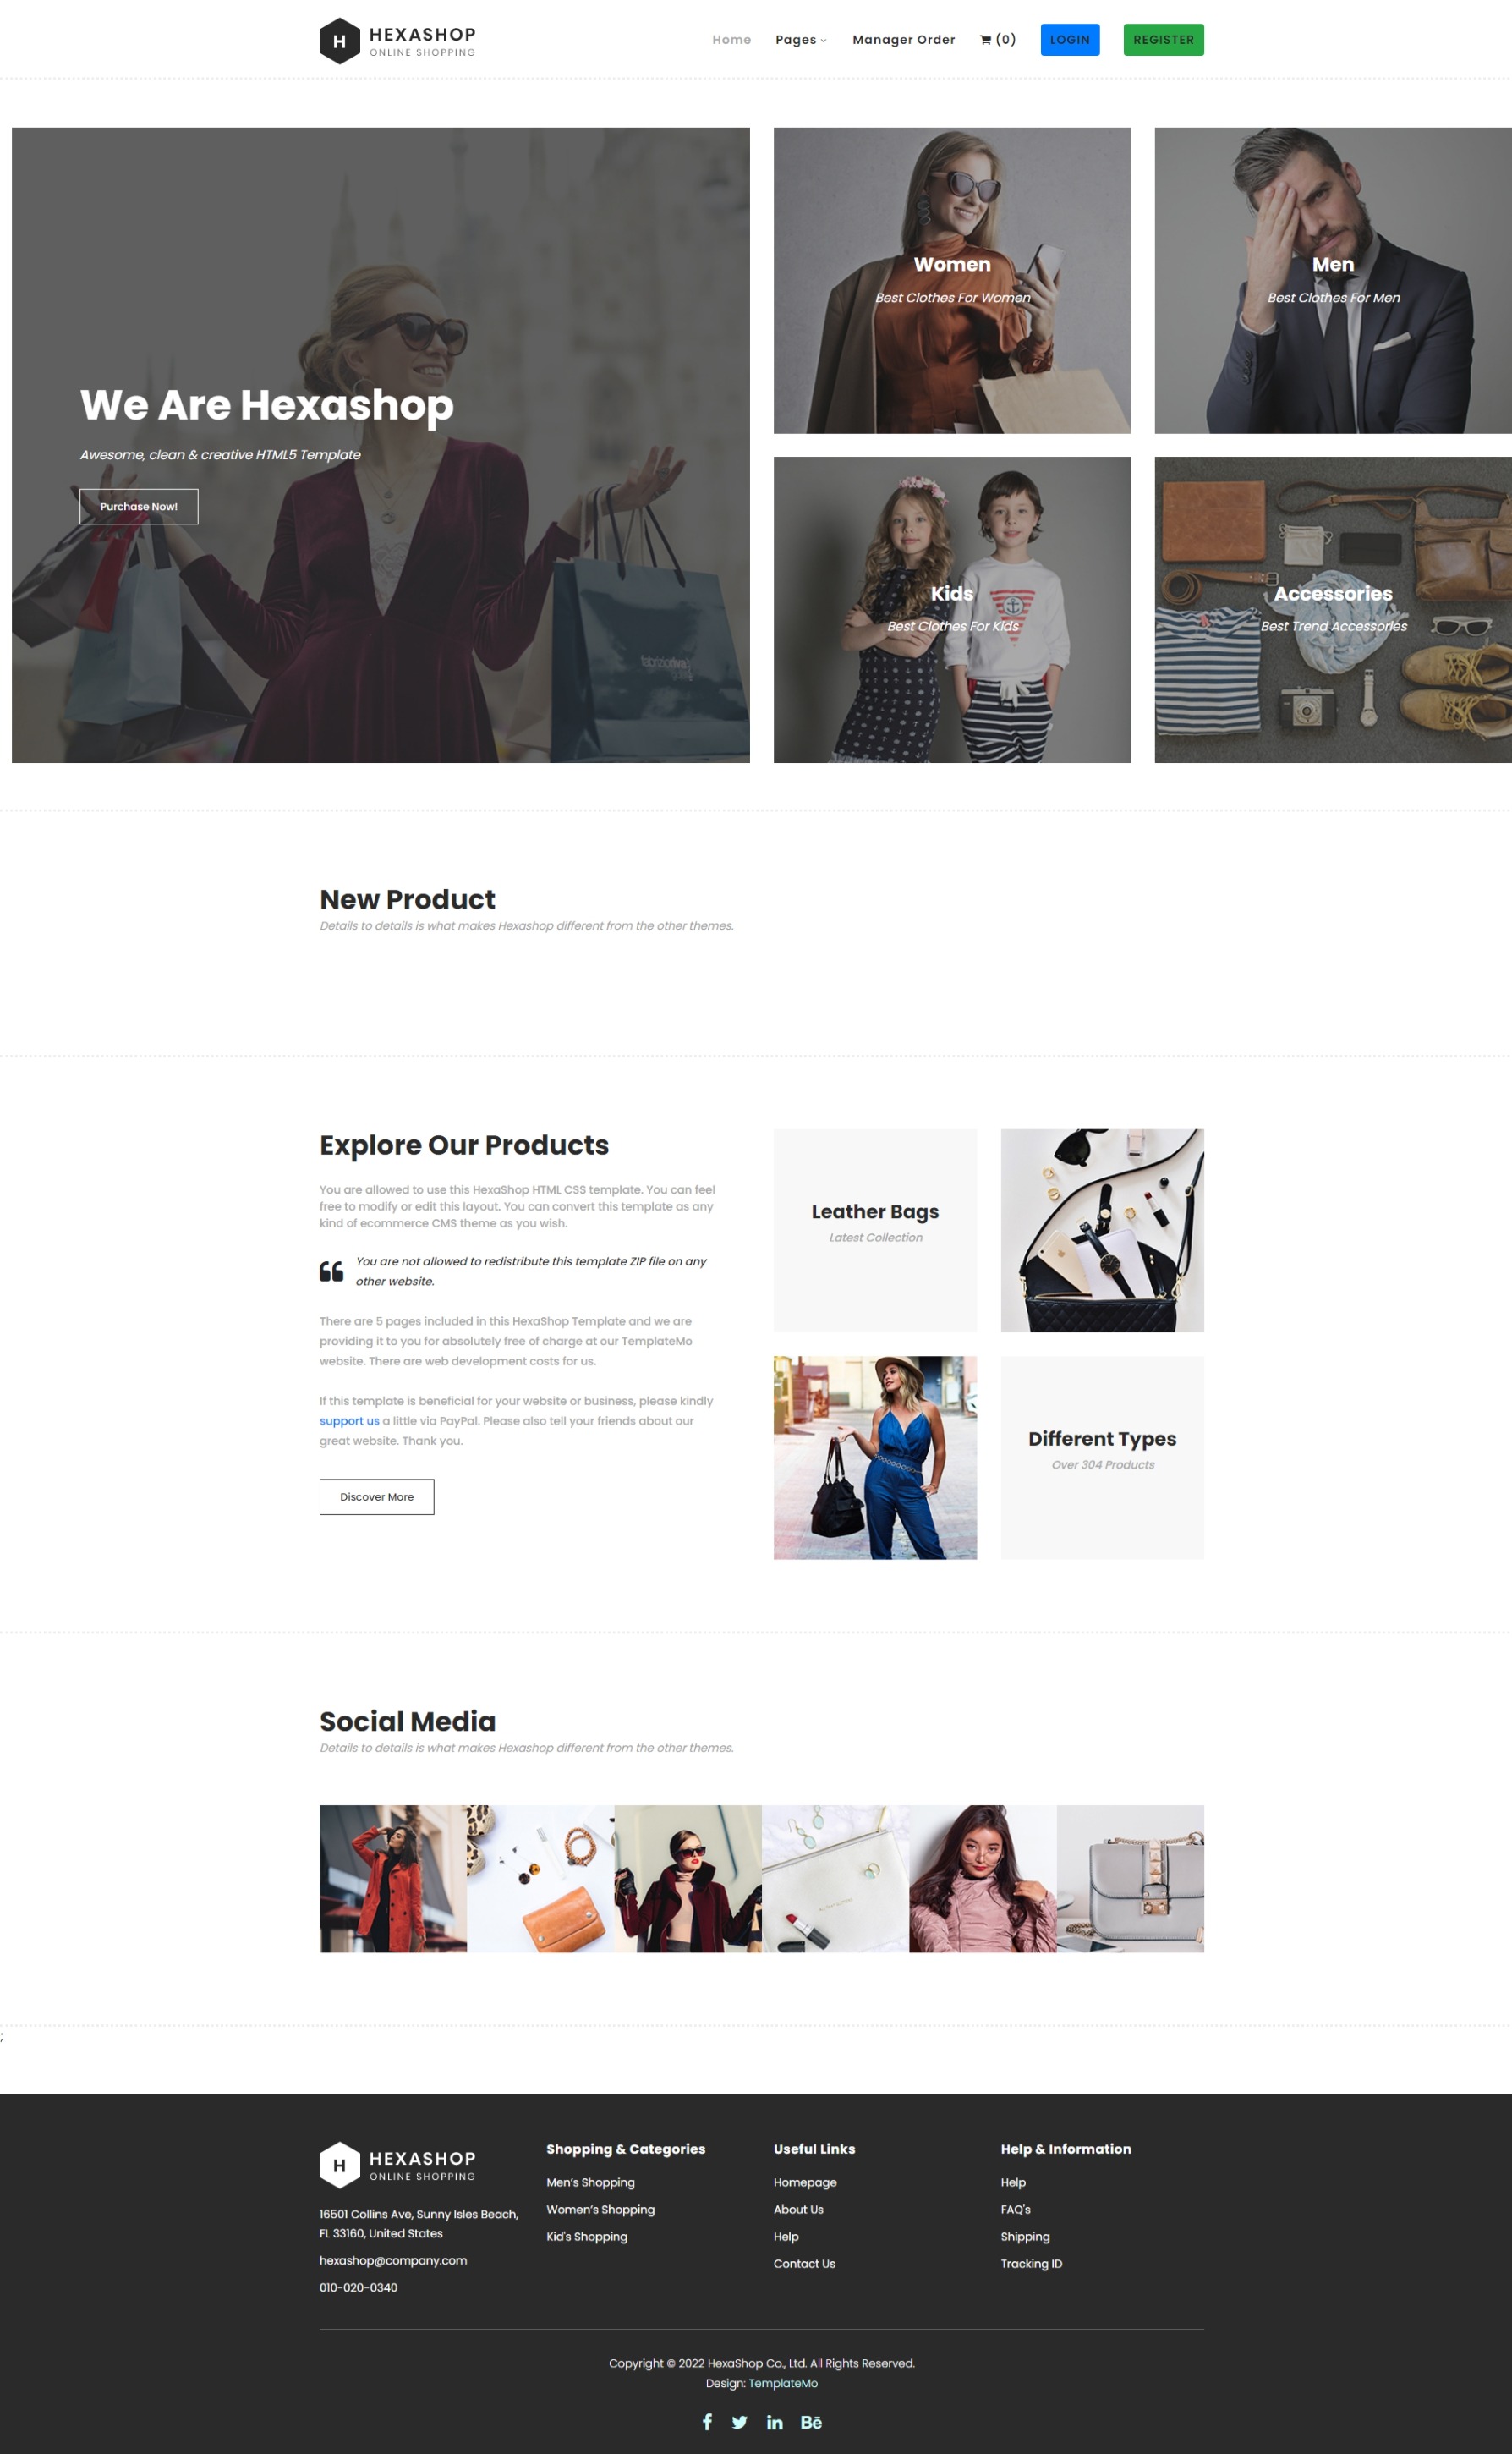 H HEXASHOP
ONLINE SHOPPING
Home Pages Manager Order (0) LOGIN REGISTER
We Are Hexashop
Awesome, clean & creative HTML5 Template
Purchase Now!
Women
Best Clothes For Women
Men
Best Clothes For Men
Kids
Best Clothes For Kids
Accessories
Best Trend Accessories
New Product
Details to details is what makes Hexashop different from the other themes.
Explore Our Products
You are allowed to use this HexaShop HTML CSS template. You can feel
free to modify or edit this layout. You can convert this template as any
kind of ecommerce CMS theme as you wish.
You are not allowed to redistribute this template ZIP file on any
other website.
There are 5 pages included in this HexaShop Template and we are
providing it to you for absolutely free of charge at our TemplateMo
website. There are web development costs for us.
If this template is beneficial for your website or business, please kindly
support us a little via PayPal. Please also tell your friends about our
great website. Thank you.
Discover More
Leather Bags
Latest Collection
Different Types
Over 304 Products
Social Media
Details to details is what makes Hexashop different from the other themes.
;
H HEXASHOP
ONLINE SHOPPING
16501 Collins Ave, Sunny Isles Beach,
FL 33160, United States
hexashop@company.com
010-020-0340
Shopping & Categories
Men's Shopping
Women's Shopping
Kid's Shopping
Useful Links
Homepage
About Us
Help
Contact Us
Help & Information
Help
FAQ's
Shipping
Tracking ID
Copyright © 2022 HexaShop Co., Ltd. All Rights Reserved.
Design: TemplateMo